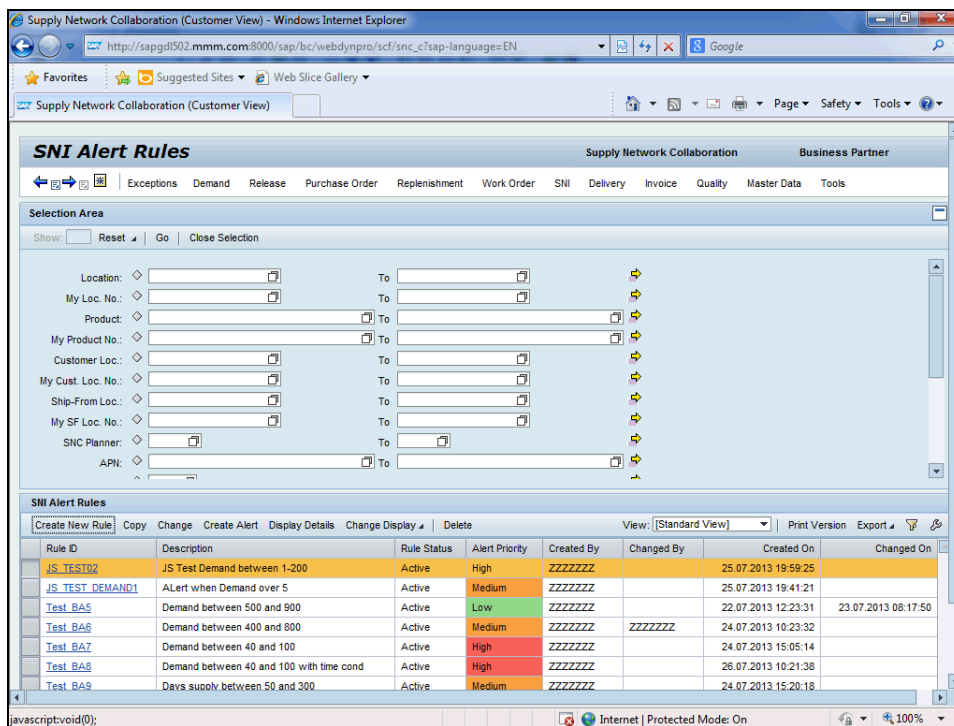 Supply Network Collaboration (Customer View) - Windows Internet Explorer
http://sapgdl502.mmm.com:8000/sap/bc/webdynpro/scf/snc_c?sap-language=EN
Google
Favorites Suggested Sites Web Slice Gallery
Supply Network Collaboration (Customer View)
Page Safety Tools
SNI Alert Rules Supply Network Collaboration Business Partner
Exceptions Demand Release Purchase Order Replenishment Work Order SNI Delivery Invoice Quality Master Data Tools
Selection Area
Show: Reset Go Close Selection
Location: To
My Loc. No.: To
Product: To
My Product No.: To
Customer Loc.: To
My Cust. Loc. No.: To
Ship-From Loc.: To
My SF Loc. No.: To
SNC Planner: To
APN: To
SNI Alert Rules
Create New Rule Copy Change Create Alert Display Details Change Display Delete View: [Standard View] Print Version Export
Rule ID Description Rule Status Alert Priority Created By Changed By Created On Changed On
JS_TEST02 JS Test Demand between 1-200 Active High ZZZZZZZ 25.07.2013 19:59:25
JS_TEST_DEMAND1 ALert when Demand over 5 Active Medium ZZZZZZZ 25.07.2013 19:41:21
Test_BA5 Demand between 500 and 900 Active Low ZZZZZZZ 22.07.2013 12:23:31 23.07.2013 08:17:50
Test_BA6 Demand between 400 and 800 Active Medium ZZZZZZZ ZZZZZZZ 24.07.2013 10:23:32
Test_BA7 Demand between 40 and 100 Active High ZZZZZZZ 24.07.2013 15:05:14
Test_BA8 Demand between 40 and 100 with time cond Active High ZZZZZZZ 26.07.2013 10:21:38
Test_BA9 Days supply between 50 and 300 Active Medium ZZZZZZZ 24.07.2013 15:20:18
javascript:void(0); Internet | Protected Mode: On 100%